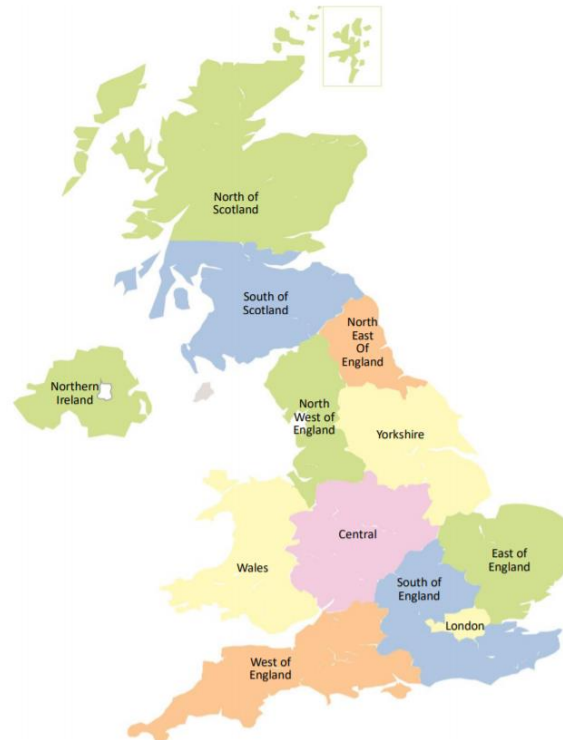 North of
Scotland
South of
Scotland
North
East
Of
England
Northern
Ireland
North
West of
England
Yorkshire
Central
East of
England
Wales
South of
England
London
West of
England